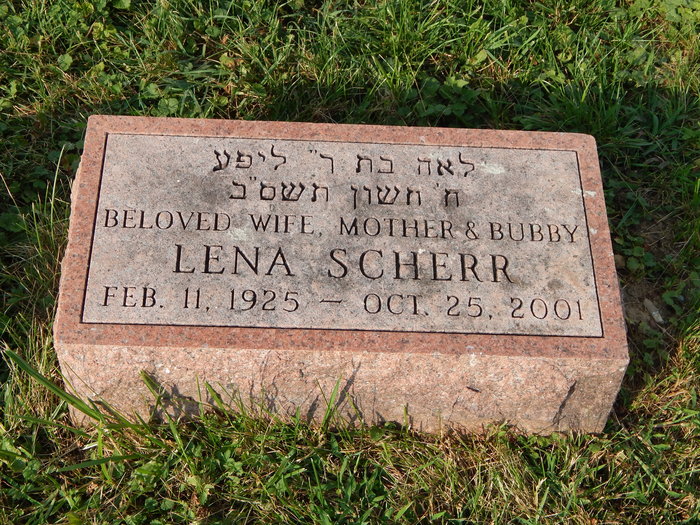 לאה בת ר" ליפע
ח' חשון תשס"ב
BELOVED WIFE, MOTHER & BUBBY
LENA SCHERR
FEB. 11, 1925 — OCT. 25, 2001